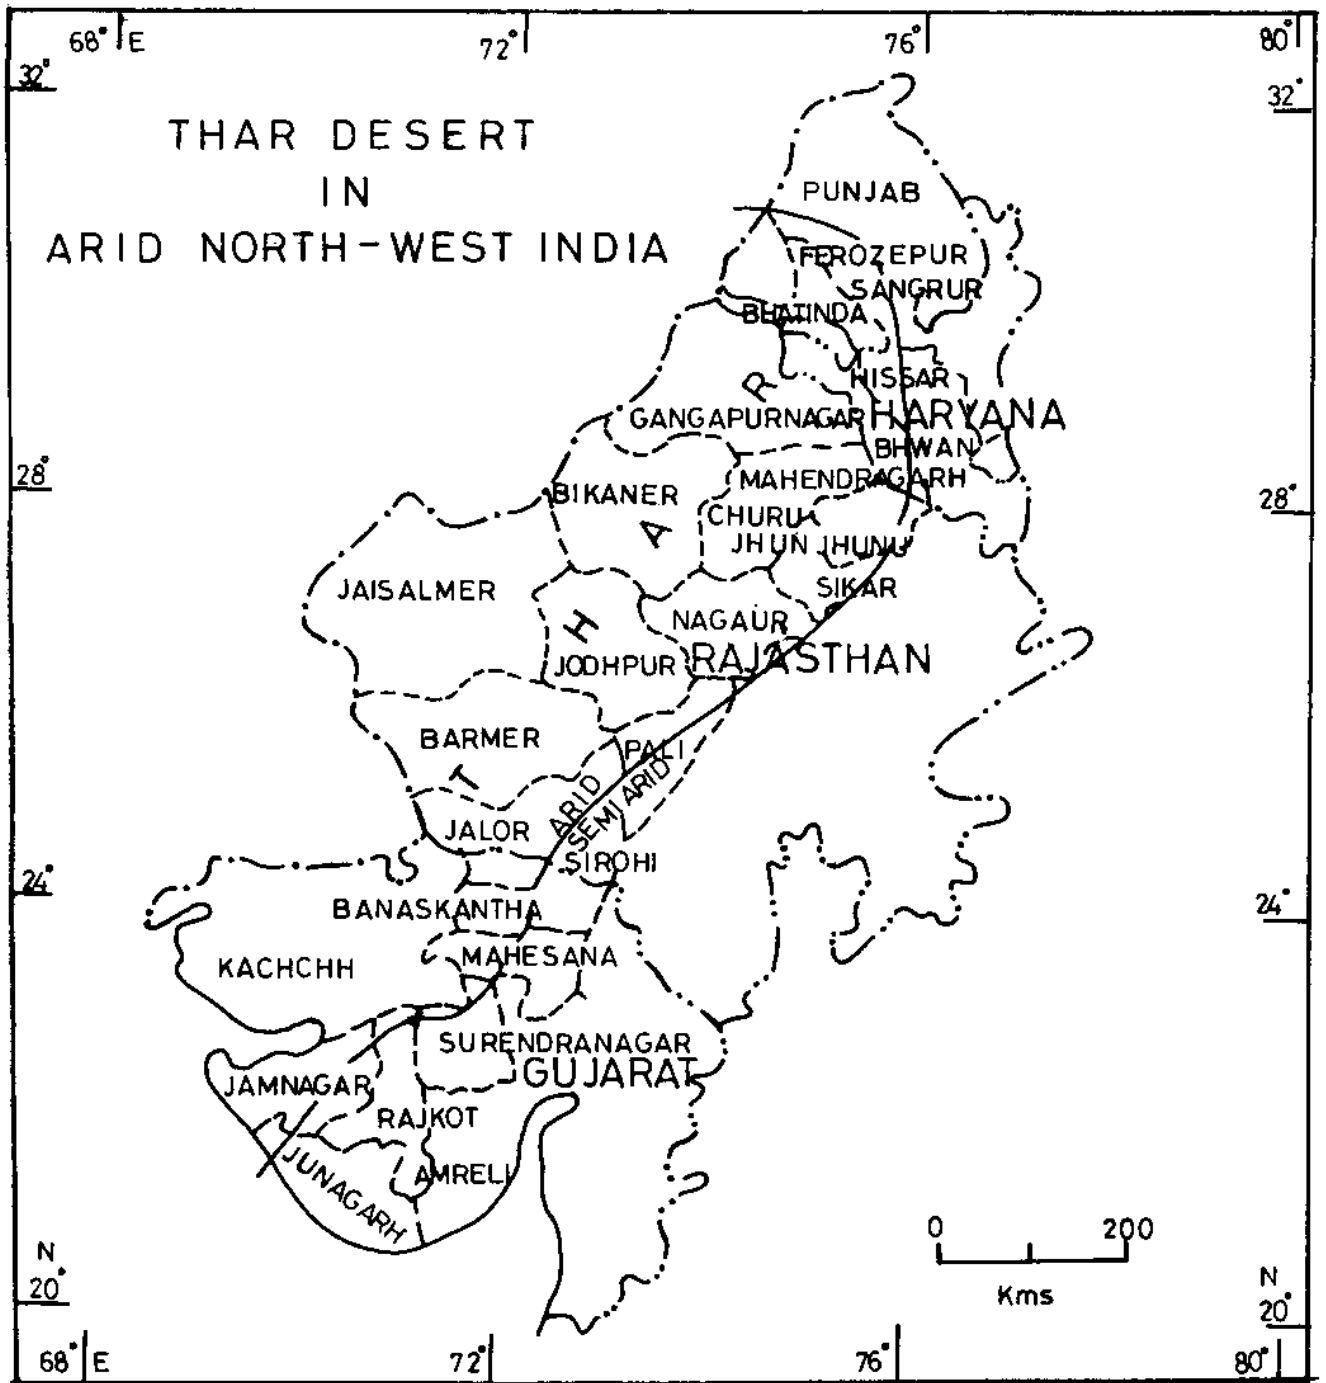 68° E
72°
76°
80°
32°
32°
THAR DESERT
IN
ARID NORTH-WEST INDIA
PUNJAB
FEROZEPUR
SANGRUR
BHATINDA
HISSAR
R
GANGAPURNAGAR HARYANA
BHWAN
28°
MAHENDRAGARH
BIKANER
CHURU
28°
A
JHUN JHUNU
JAISALMER
SIKAR
NAGAUR
H
JODHPUR RAJASTHAN
BARMER
PALI
T
ARID
SEMI ARID
JALOR
SIROHI
24°
24°
BANASKANTHA
MAHESANA
KACHCHH
SURENDRANAGAR
GUJARAT
JAMNAGAR
RAJKOT
AMRELI
JUNAGARH
0 200
Kms
N
20°
N
20°
68° E
72°
76°
80°